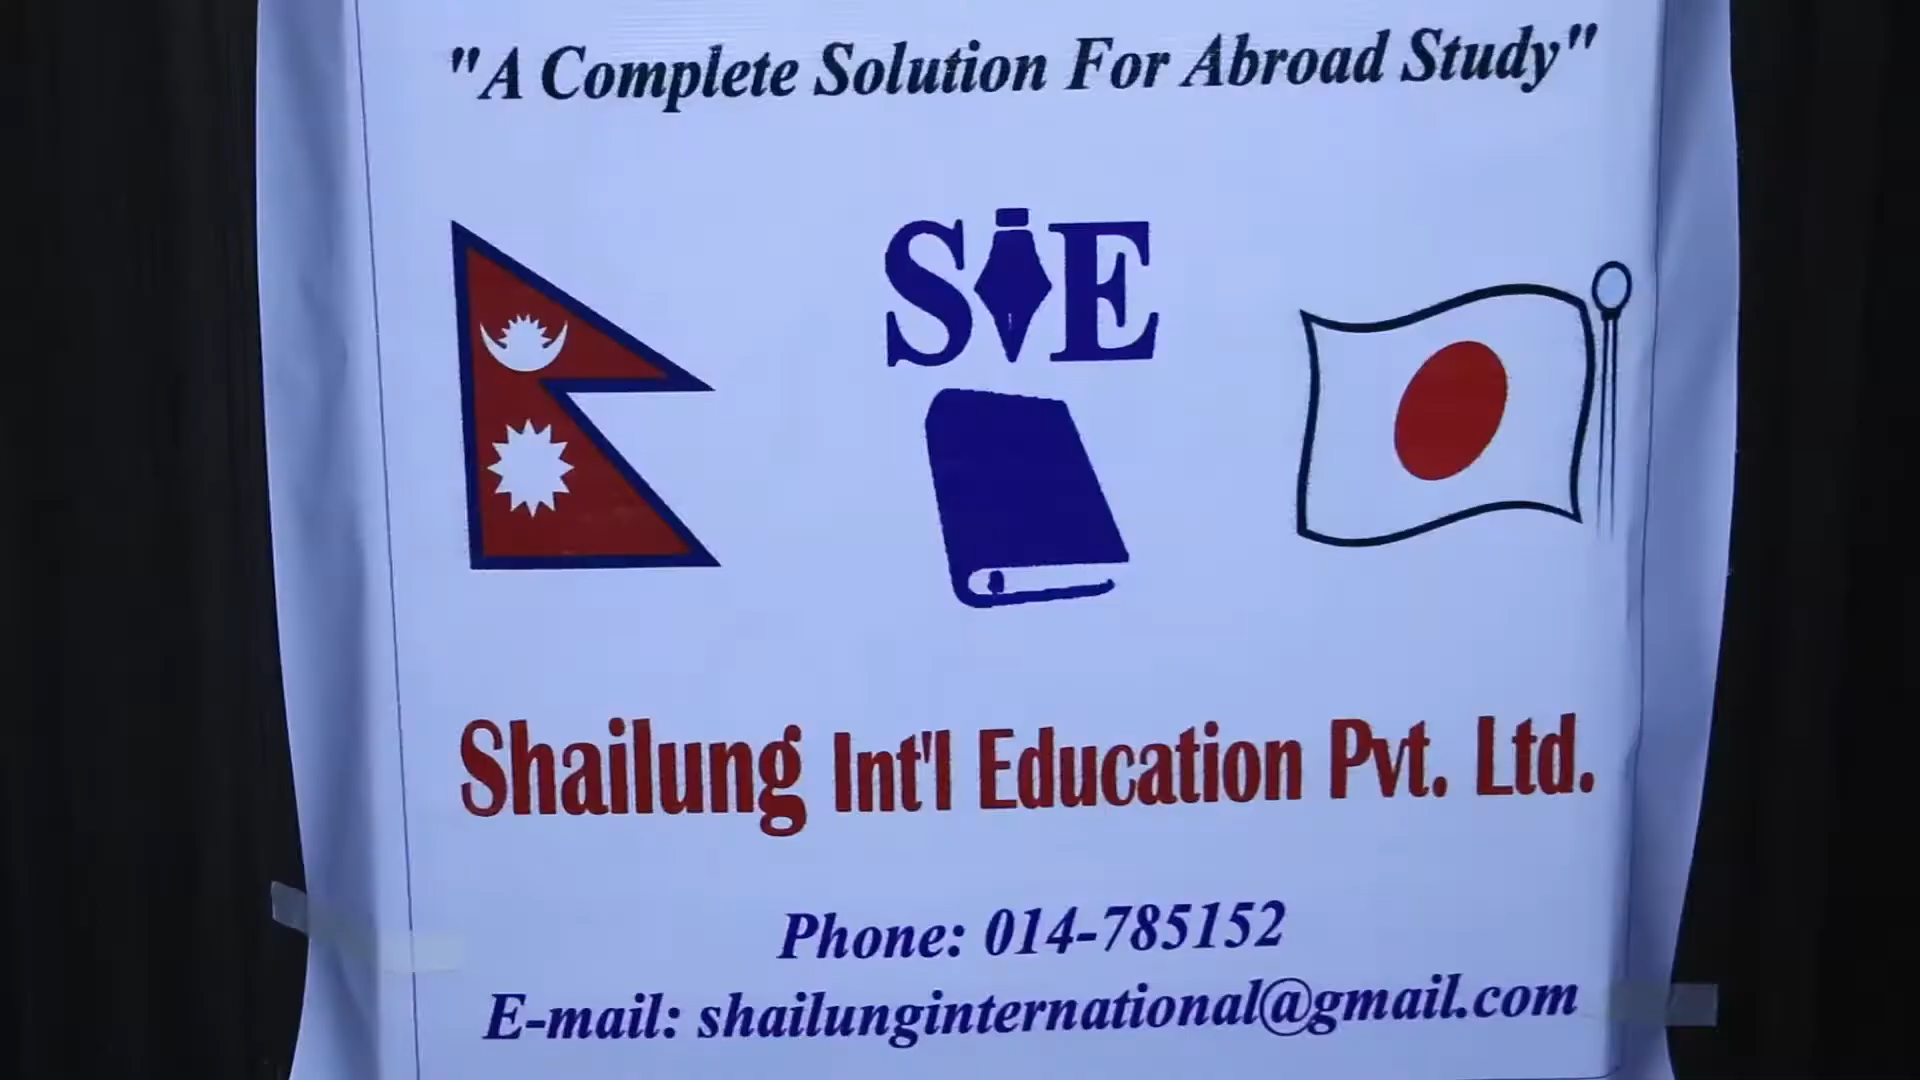 "A Complete Solution For Abroad Study"
SIE
Shailung Int'l Education Pvt. Ltd.
Phone: 014-785152
E-mail: shailunginternational@gmail.com